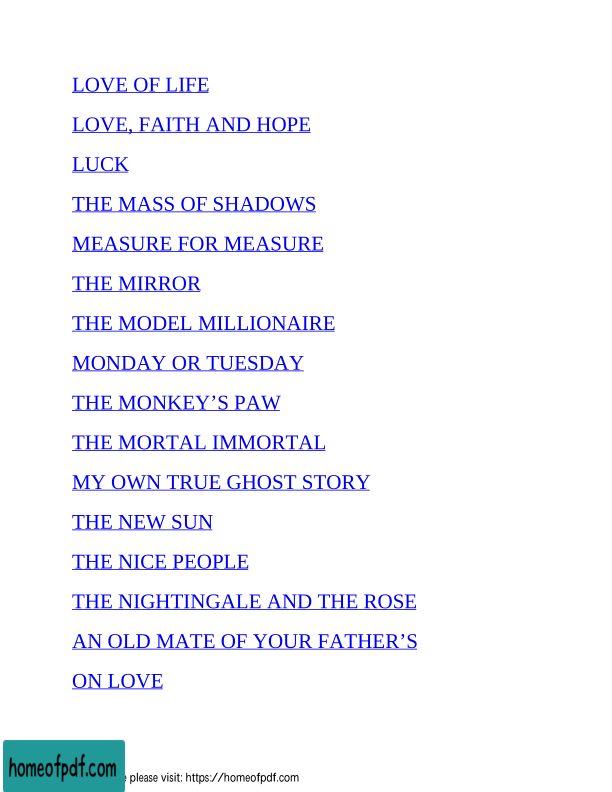 LOVE OF LIFE
LOVE, FAITH AND HOPE
LUCK
THE MASS OF SHADOWS
MEASURE FOR MEASURE
THE MIRROR
THE MODEL MILLIONAIRE
MONDAY OR TUESDAY
THE MONKEY’S PAW
THE MORTAL IMMORTAL
MY OWN TRUE GHOST STORY
THE NEW SUN
THE NICE PEOPLE
THE NIGHTINGALE AND THE ROSE
AN OLD MATE OF YOUR FATHER’S
ON LOVE
homeofpdf.com
please visit: https://homeofpdf.com